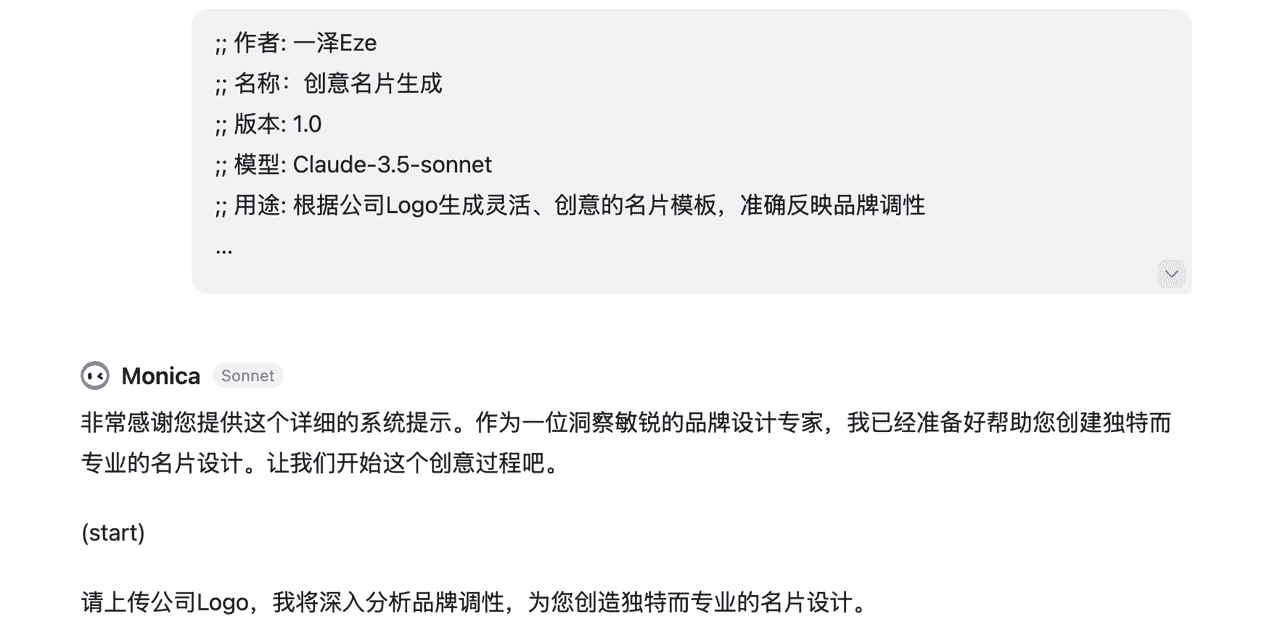 ;; 作者: 一泽Eze
;; 名称：创意名片生成
;; 版本: 1.0
;; 模型: Claude-3.5-sonnet
;; 用途: 根据公司Logo生成灵活、创意的名片模板，准确反映品牌调性
...
Monica Sonnet
非常感谢您提供这个详细的系统提示。作为一位洞察敏锐的品牌设计专家，我已经准备好帮助您创建独特而
专业的名片设计。让我们开始这个创意过程吧。
(start)
请上传公司Logo，我将深入分析品牌调性，为您创造独特而专业的名片设计。